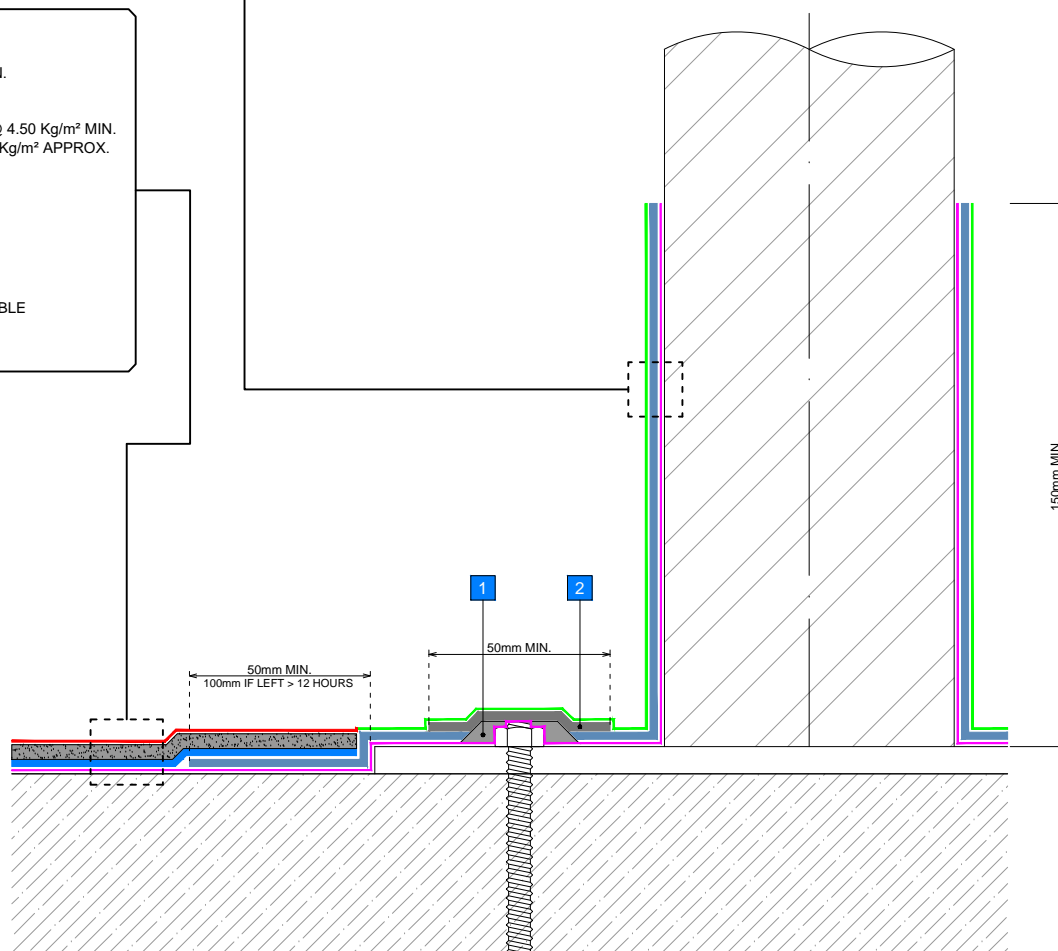 4.50 Kg/m² MIN.
Kg/m² APPROX.
1
2
50mm MIN.
50mm MIN.
100mm IF LEFT > 12 HOURS
150mm MIN